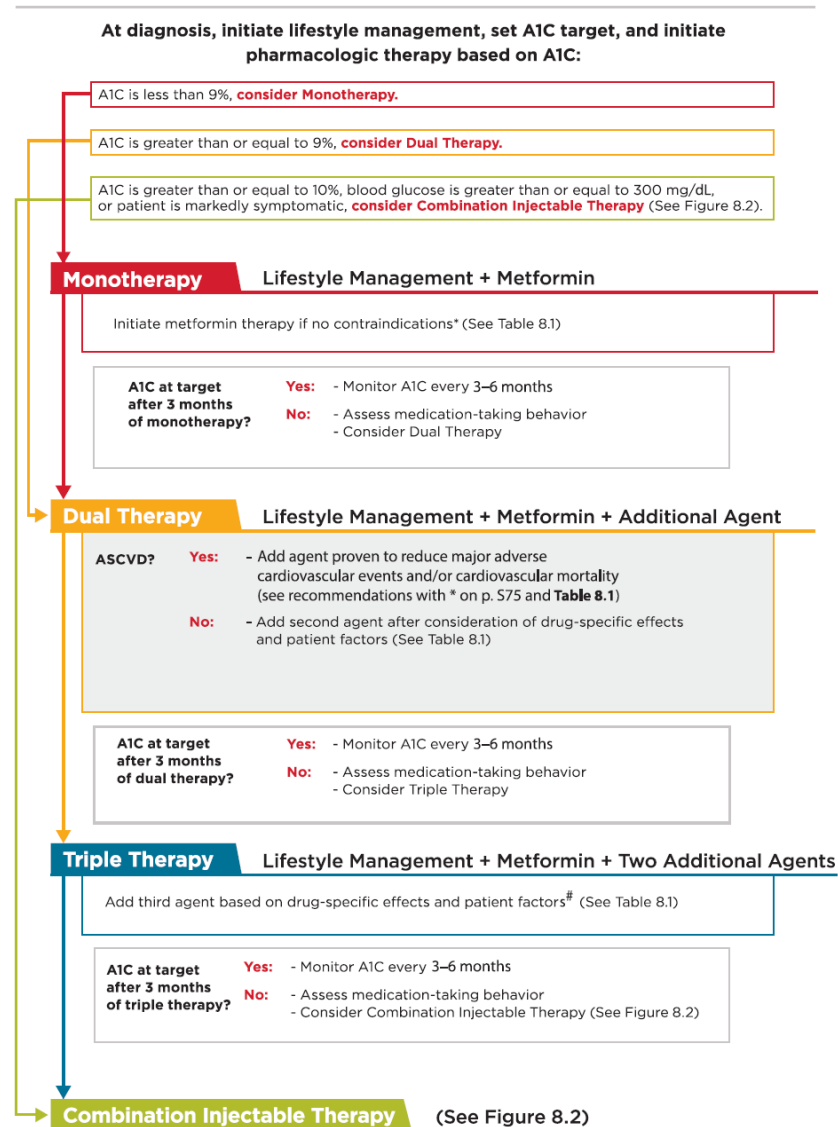 At diagnosis, initiate lifestyle management, set A1C target, and initiate
pharmacologic therapy based on A1C:
A1C is less than 9%, consider Monotherapy.
A1C is greater than or equal to 9%, consider Dual Therapy.
A1C is greater than or equal to 10%, blood glucose is greater than or equal to 300 mg/dL,
or patient is markedly symptomatic, consider Combination Injectable Therapy (See Figure 8.2).
Monotherapy Lifestyle Management + Metformin
Initiate metformin therapy if no contraindications* (See Table 8.1)
A1C at target
after 3 months
of monotherapy?
Yes: - Monitor A1C every 3–6 months
No: - Assess medication-taking behavior
- Consider Dual Therapy
Dual Therapy Lifestyle Management + Metformin + Additional Agent
ASCVD? Yes: - Add agent proven to reduce major adverse
cardiovascular events and/or cardiovascular mortality
(see recommendations with * on p. S75 and Table 8.1)
No: - Add second agent after consideration of drug-specific effects
and patient factors (See Table 8.1)
A1C at target
after 3 months
of dual therapy?
Yes: - Monitor A1C every 3–6 months
No: - Assess medication-taking behavior
- Consider Triple Therapy
Triple Therapy Lifestyle Management + Metformin + Two Additional Agents
Add third agent based on drug-specific effects and patient factors# (See Table 8.1)
A1C at target
after 3 months
of triple therapy?
Yes: - Monitor A1C every 3–6 months
No: - Assess medication-taking behavior
- Consider Combination Injectable Therapy (See Figure 8.2)
Combination Injectable Therapy (See Figure 8.2)